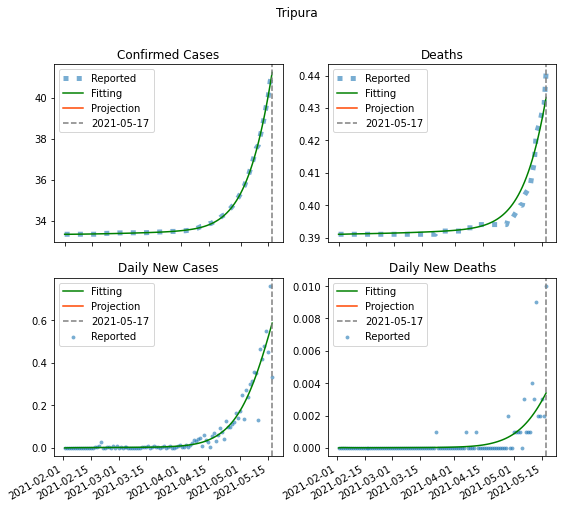 Tripura
Confirmed Cases
Reported
Fitting
Projection
2021-05-17
40
38
36
34
Deaths
Reported
Fitting
Projection
2021-05-17
0.44
0.43
0.42
0.41
0.40
0.39
Daily New Cases
Fitting
Projection
2021-05-17
Reported
0.6
0.4
0.2
0.0
2021-02-01
2021-02-15
2021-03-01
2021-03-15
2021-04-01
2021-04-15
2021-05-01
2021-05-15
Daily New Deaths
Fitting
Projection
2021-05-17
Reported
0.010
0.008
0.006
0.004
0.002
0.000
2021-02-01
2021-02-15
2021-03-01
2021-03-15
2021-04-01
2021-04-15
2021-05-01
2021-05-15